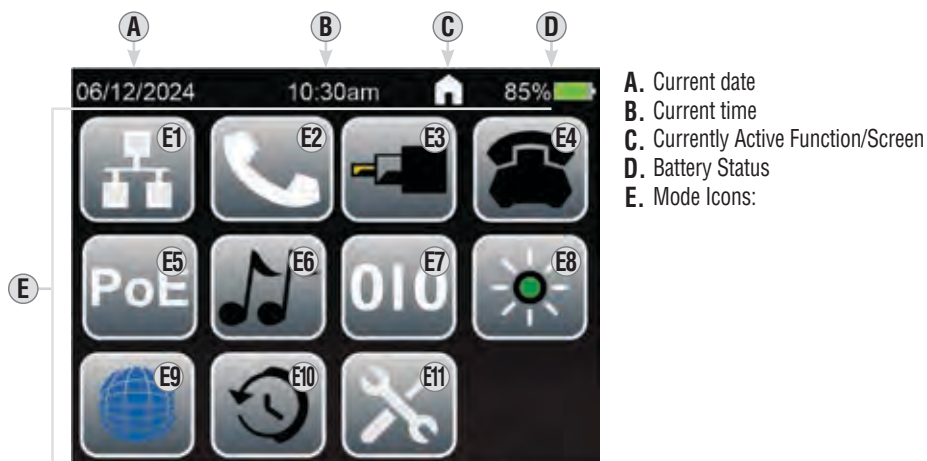 A B C D
06/12/2024 10:30am 85%
E1 E2 E3 E4
E
PoE E5 E6 010 E7 E8
E9 E10 E11
A. Current date
B. Current time
C. Currently Active Function/Screen
D. Battery Status
E. Mode Icons: